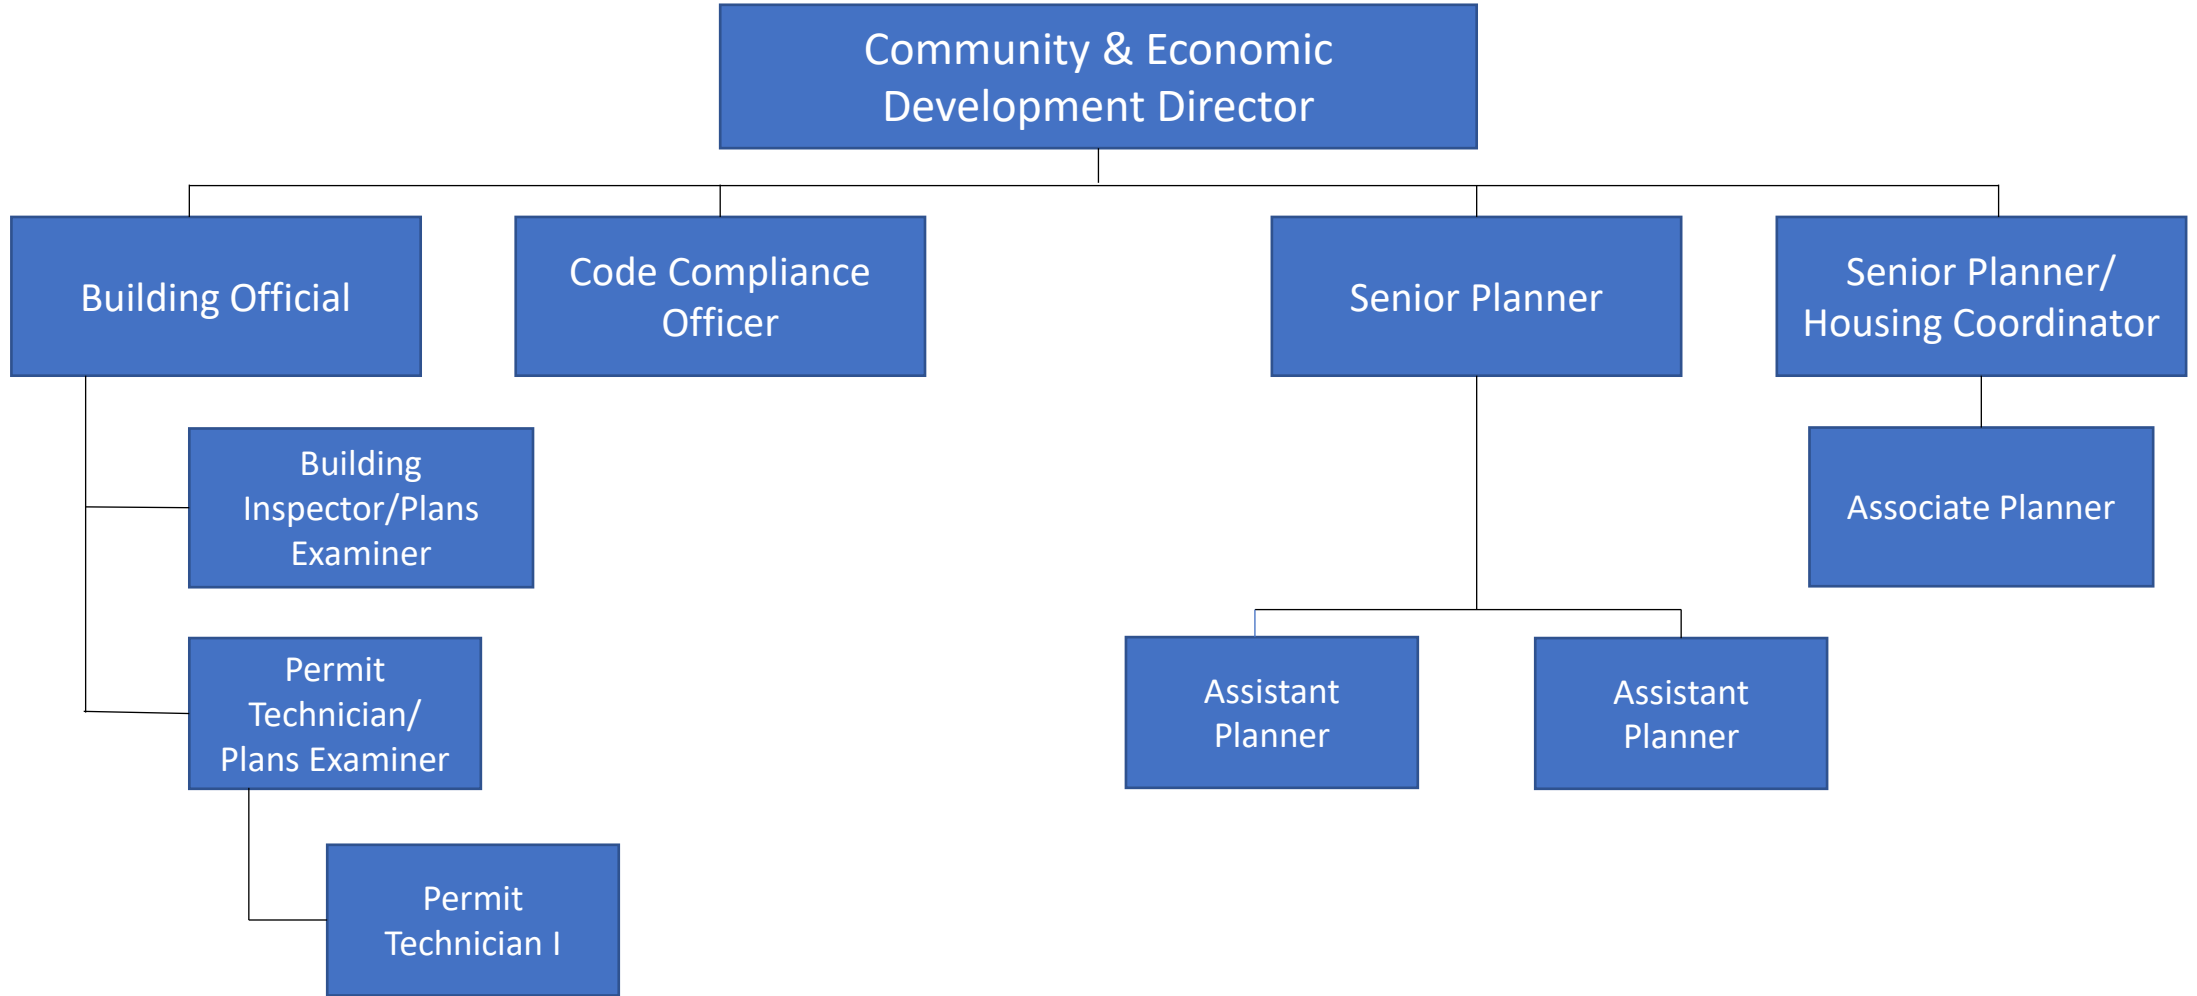 Community & Economic
Development Director
Building Official
Code Compliance
Officer
Senior Planner
Senior Planner/
Housing Coordinator
Building
Inspector/Plans
Examiner
Associate Planner
Permit
Technician/
Plans Examiner
Assistant
Planner
Assistant
Planner
Permit
Technician I